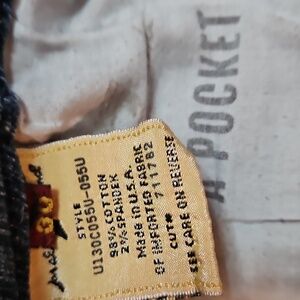 STYLE
U130C055U-055U
98% COTTON
2% SPANDEX
Made in U.S.A.
OF IMPORTED FABRIC
711782
CUT#
SEE CARE ON REVERSE
A POCKET